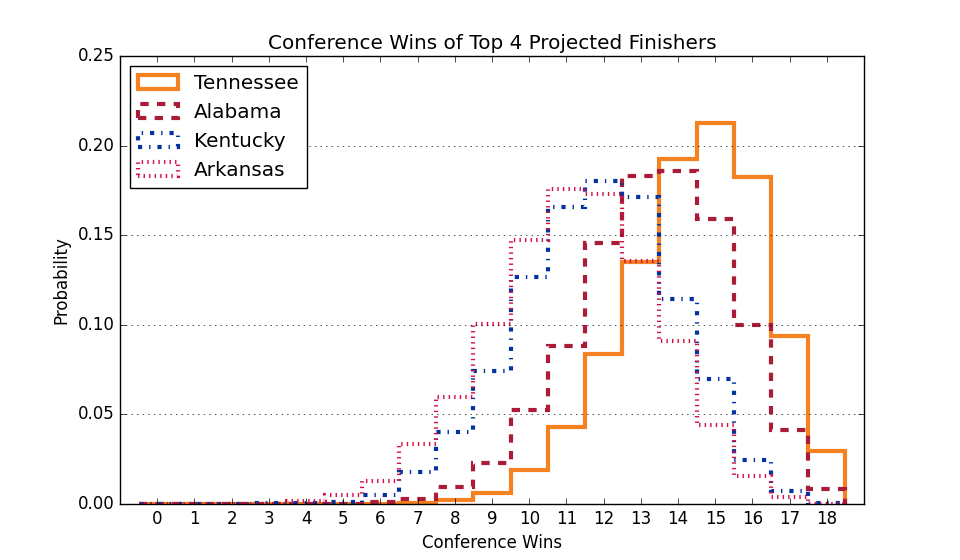 Conference Wins of Top 4 Projected Finishers
0.25
0.20
0.15
0.10
0.05
0.00
Probability
Tennessee
Alabama
Kentucky
Arkansas
0 1 2 3 4 5 6 7 8 9 10 11 12 13 14 15 16 17 18
Conference Wins